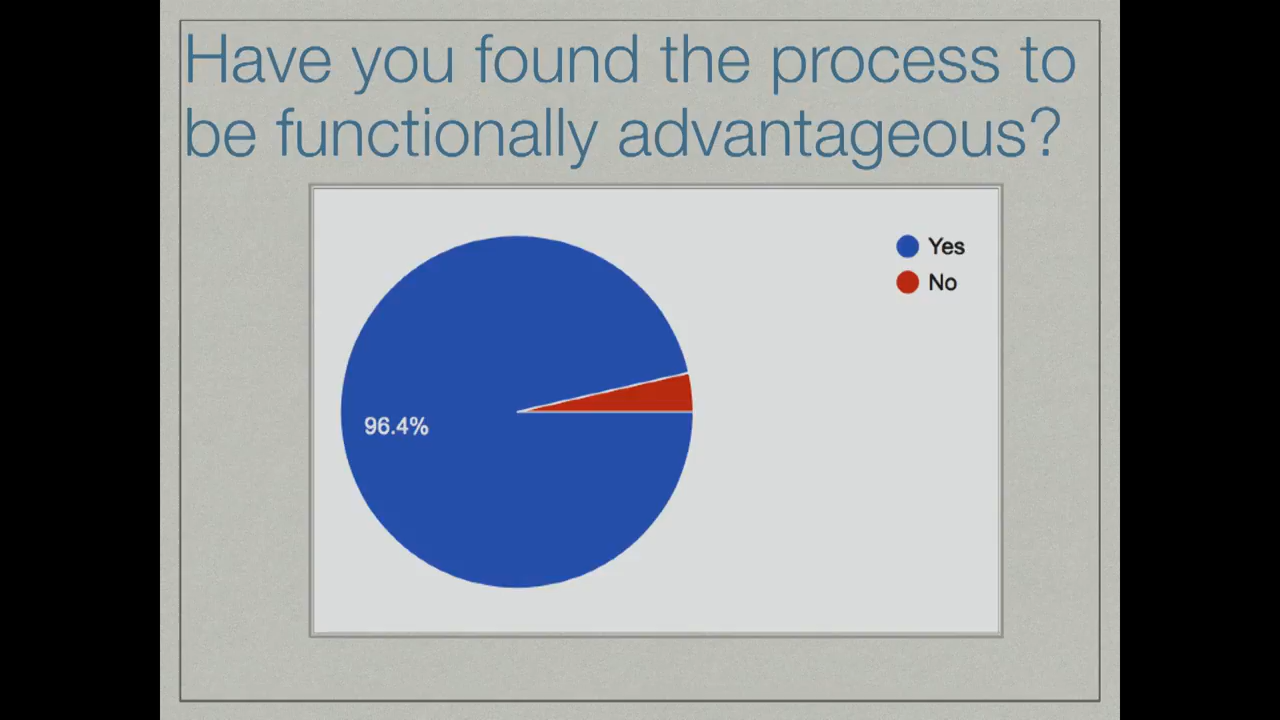 Have you found the process to
be functionally advantageous?
Yes
No
96.4%